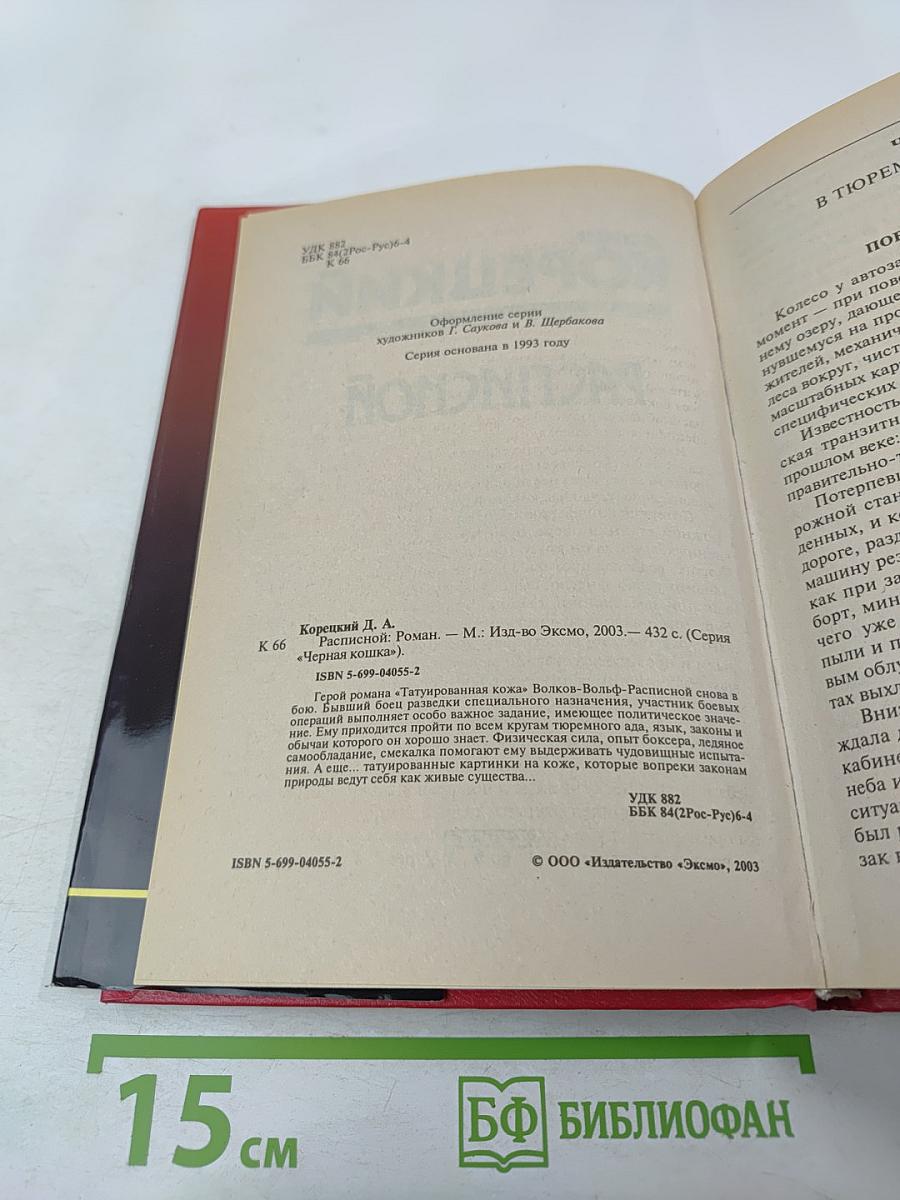 УДК 882
ББК 84(2Рос-Рус)6-4
К 66
Оформление серии
художников Г. Саукова и В. Щербакова
Серия основана в 1993 году
Корецкий Д. А.
К 66 Расписной: Роман. — М.: Изд-во Эксмо, 2003.— 432 с. (Серия
«Черная кошка»).
ISBN 5-699-04055-2
Герой романа «Татуированная кожа» Волков-Вольф-Расписной снова в
бою. Бывший боец разведки специального назначения, участник боевых
операций выполняет особо важное задание, имеющее политическое значе-
ние. Ему приходится пройти по всем кругам тюремного ада, язык, законы и
обычаи которого он хорошо знает. Физическая сила, опыт боксера, ледяное
самообладание, смекалка помогают ему выдерживать чудовищные испыта-
ния. А еще... татуированные картинки на коже, которые вопреки законам
природы ведут себя как живые существа...
УДК 882
ББК 84(2Рос-Рус)6-4
ISBN 5-699-04055-2
© ООО «Издательство «Эксмо», 2003
В ТЮРЕМ
ПОВ
Колесо у автоза
момент — при пово
нему озеру, дающе
нувшемуся на про
жителей, механич
леса вокруг, чист
масштабных карт
специфических
Известность
ская транзитн
прошлом веке:
правительно-т
Потерпевш
рожной стан
денных, и к
дороге, разд
машину рез
как при за
борт, мин
чего уже
пыли и п
вым облу
тах выхл
Вниз
ждала д
кабине
неба и
ситуа
был
зак
15 см
БФ БИБЛИОФАН